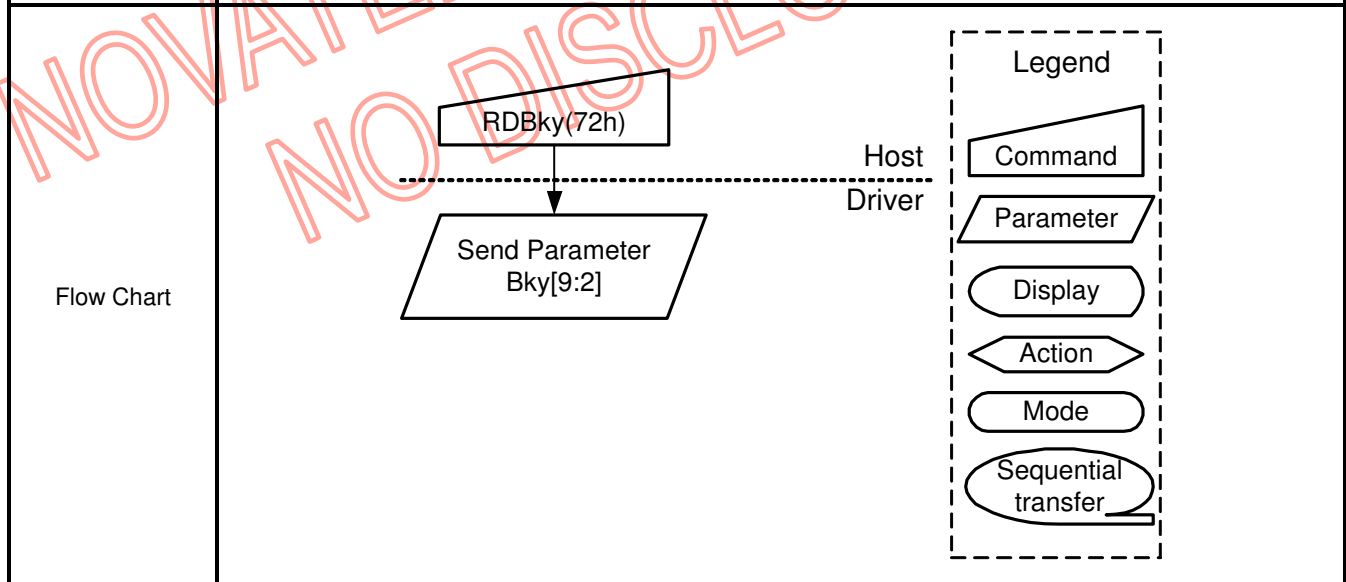 NO DISCLO
Flow Chart
RDBky(72h)
Host
Driver
Send Parameter
Bky[9:2]
Legend
Command
Parameter
Display
Action
Mode
Sequential
transfer